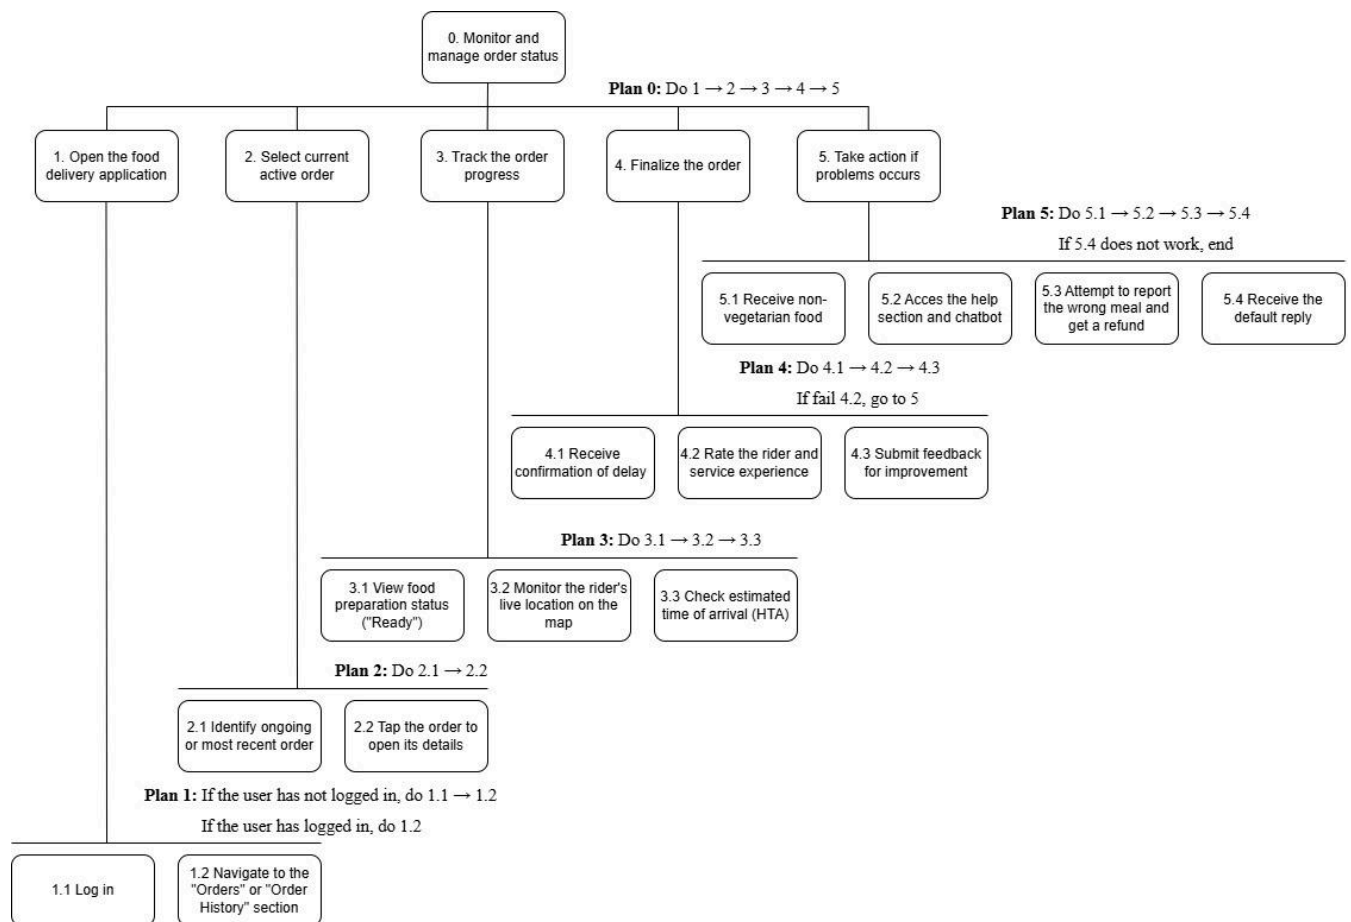 0. Monitor and
manage order status
Plan 0: Do 1 → 2 → 3 → 4 → 5
1. Open the food
delivery application
2. Select current
active order
3. Track the order
progress
4. Finalize the order
5. Take action if
problems occurs
Plan 5: Do 5.1 → 5.2 → 5.3 → 5.4
If 5.4 does not work, end
5.1 Receive non-
vegetarian food
5.2 Acces the help
section and chatbot
5.3 Attempt to report
the wrong meal and
get a refund
5.4 Receive the
default reply
Plan 4: Do 4.1 → 4.2 → 4.3
If fail 4.2, go to 5
4.1 Receive
confirmation of delay
4.2 Rate the rider and
service experience
4.3 Submit feedback
for improvement
Plan 3: Do 3.1 → 3.2 → 3.3
3.1 View food
preparation status
("Ready")
3.2 Monitor the rider's
live location on the
map
3.3 Check estimated
time of arrival (HTA)
Plan 2: Do 2.1 → 2.2
2.1 Identify ongoing
or most recent order
2.2 Tap the order to
open its details
Plan 1: If the user has not logged in, do 1.1 → 1.2
If the user has logged in, do 1.2
1.1 Log in
1.2 Navigate to the
"Orders" or "Order
History" section